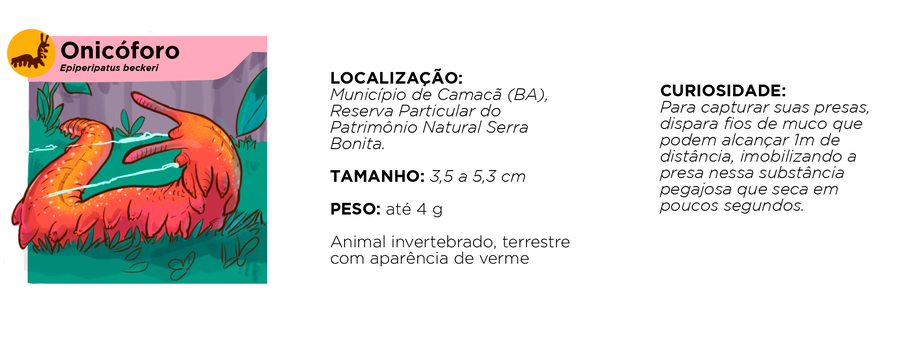 Onicóforo
Epiperipatus beckeri
LOCALIZAÇÃO:
Município de Camacã (BA),
Reserva Particular do
Patrimônio Natural Serra
Bonita.
TAMANHO: 3,5 a 5,3 cm
PESO: até 4 g
Animal invertebrado, terrestre
com aparência de verme
CURIOSIDADE:
Para capturar suas presas,
dispara fios de muco que
podem alcançar 1m de
distância, imobilizando a
presa nessa substância
pegajosa que seca em
poucos segundos.